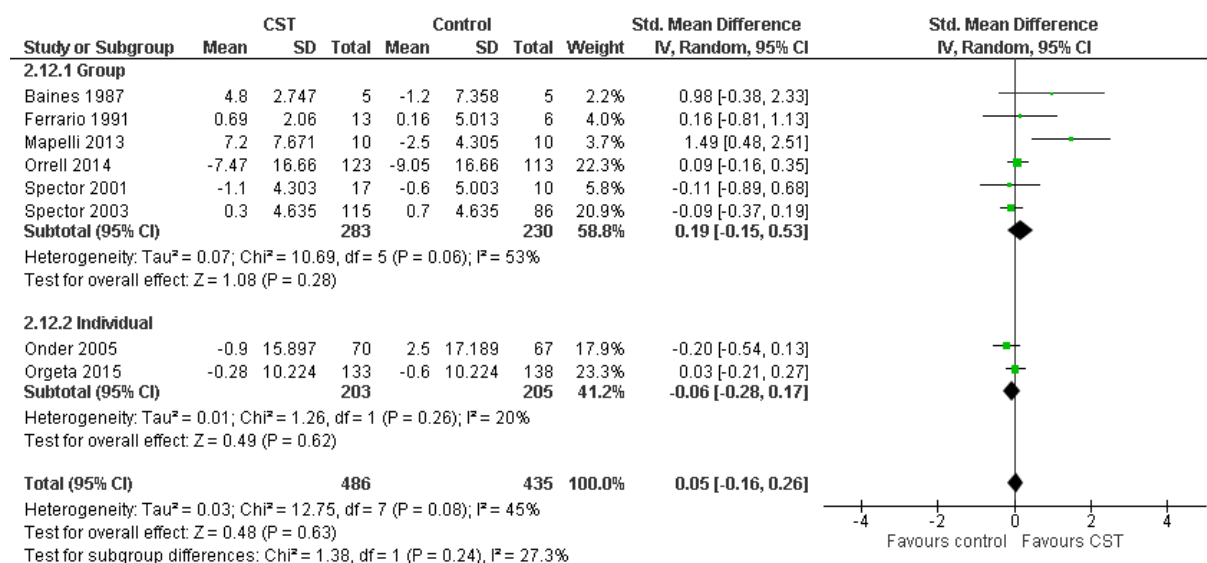 CST Control Std. Mean Difference Std. Mean Difference
Study or Subgroup Mean SD Total Mean SD Total Weight IV, Random, 95% CI IV, Random, 95% CI
2.12.1 Group
Baines 1987 4.8 2.747 5 -1.2 7.358 5 2.2% 0.98 [-0.38, 2.33]
Ferrario 1991 0.69 2.06 13 0.16 5.013 6 4.0% 0.16 [-0.81, 1.13]
Mapelli 2013 7.2 7.671 10 -2.5 4.305 10 3.7% 1.49 [0.48, 2.51]
Orrell 2014 -7.47 16.66 123 -9.05 16.66 113 22.3% 0.09 [-0.16, 0.35]
Spector 2001 -1.1 4.303 17 -0.6 5.003 10 5.8% -0.11 [-0.89, 0.68]
Spector 2003 0.3 4.635 115 0.7 4.635 86 20.9% -0.09 [-0.37, 0.19]
Subtotal (95% CI) 283 230 58.8% 0.19 [-0.15, 0.53]
Heterogeneity: Tau² = 0.07; Chi² = 10.69, df = 5 (P = 0.06); I² = 53%
Test for overall effect: Z = 1.08 (P = 0.28)
2.12.2 Individual
Onder 2005 -0.9 15.897 70 2.5 17.189 67 17.9% -0.20 [-0.54, 0.13]
Orgeta 2015 -0.28 10.224 133 -0.6 10.224 138 23.3% 0.03 [-0.21, 0.27]
Subtotal (95% CI) 203 205 41.2% -0.06 [-0.28, 0.17]
Heterogeneity: Tau² = 0.01; Chi² = 1.26, df = 1 (P = 0.26); I² = 20%
Test for overall effect: Z = 0.49 (P = 0.62)
Total (95% CI) 486 435 100.0% 0.05 [-0.16, 0.26]
Heterogeneity: Tau² = 0.03; Chi² = 12.75, df = 7 (P = 0.08); I² = 45%
Test for overall effect: Z = 0.48 (P = 0.63)
Test for subgroup differences: Chi² = 1.38, df = 1 (P = 0.24), I² = 27.3%
-4 -2 0 2 4
Favours control Favours CST